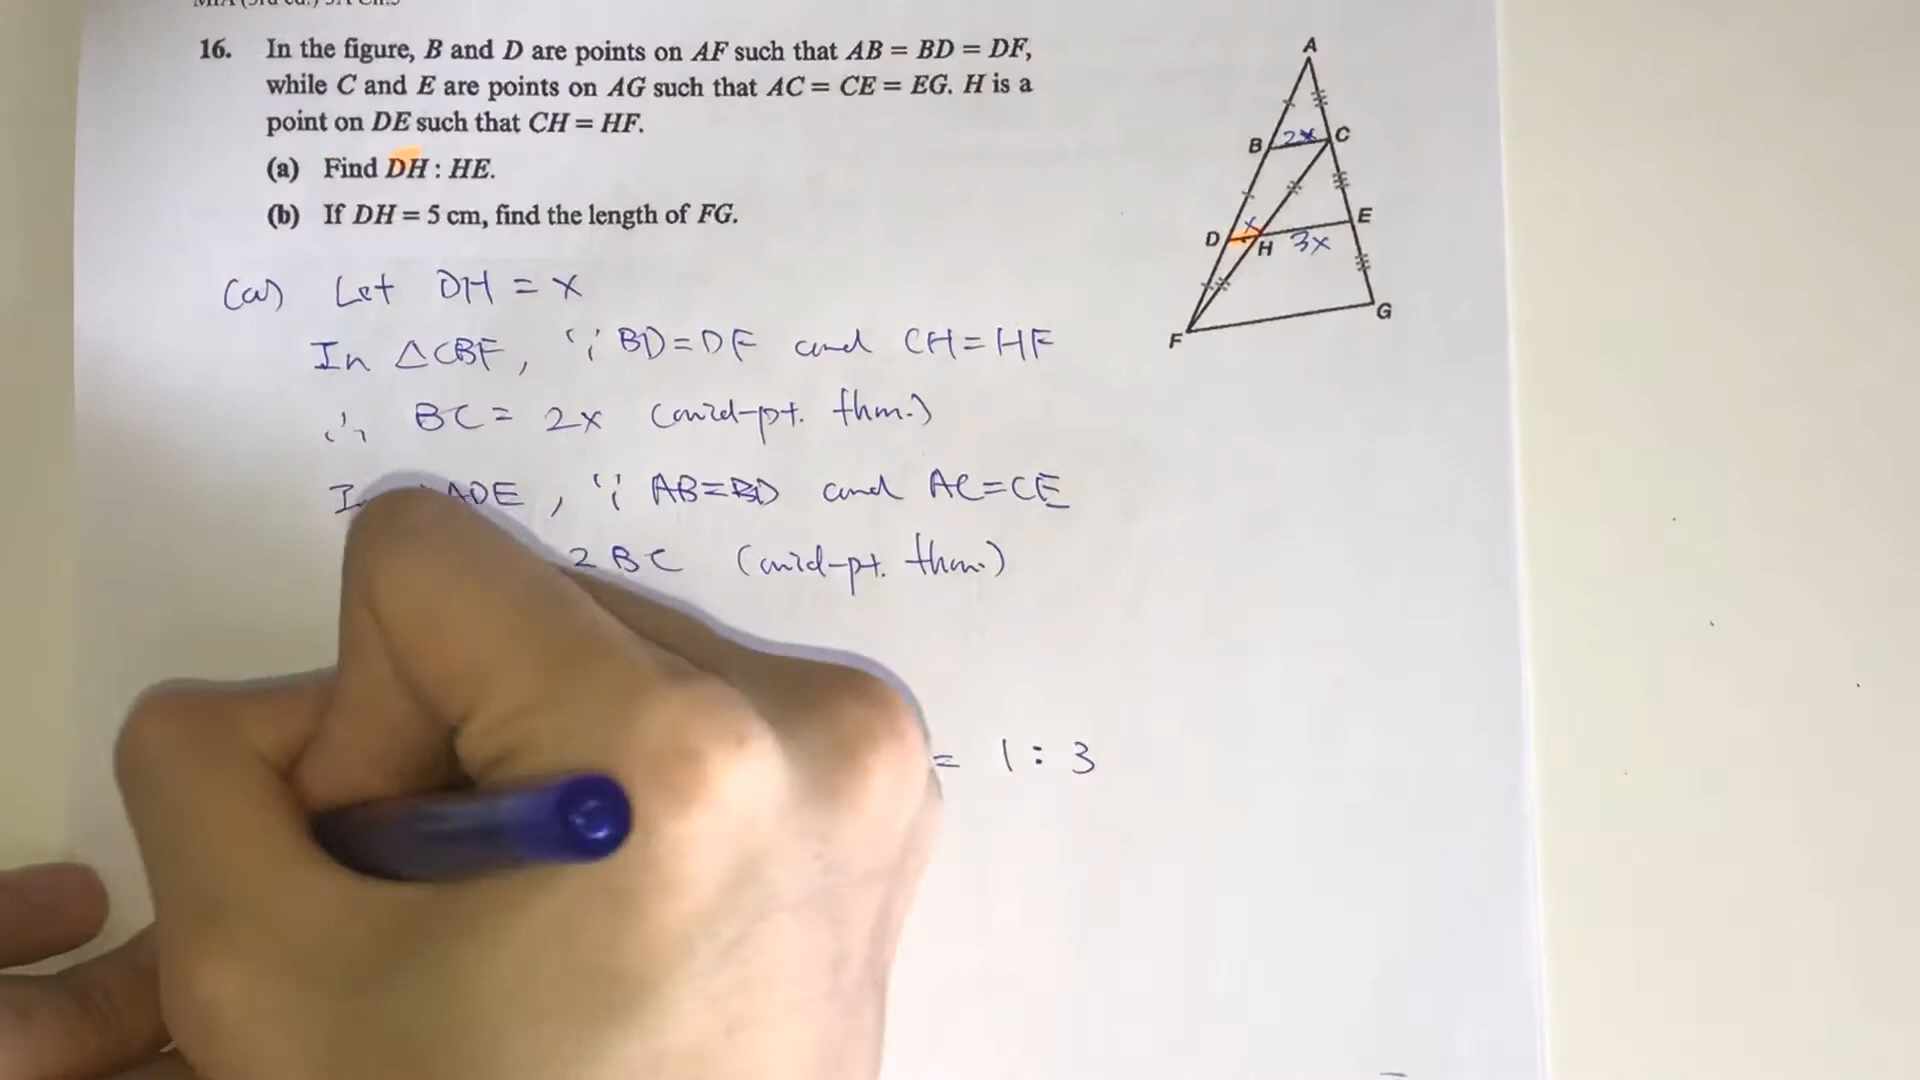 16. In the figure, B and D are points on AF such that AB = BD = DF,
while C and E are points on AG such that AC = CE = EG. H is a
point on DE such that CH = HF.
(a) Find DH : HE.
(b) If DH = 5 cm, find the length of FG.
A
B 2x C
D x H 3x E
F G
(a) Let DH = x
In △CBF, ∵ BD=DF and CH=HF
∴ BC = 2x (mid-pt. thm.)
ADE, ∵ AB=BD and AC=CE
2BC (mid-pt. thm.)
= 1 : 3